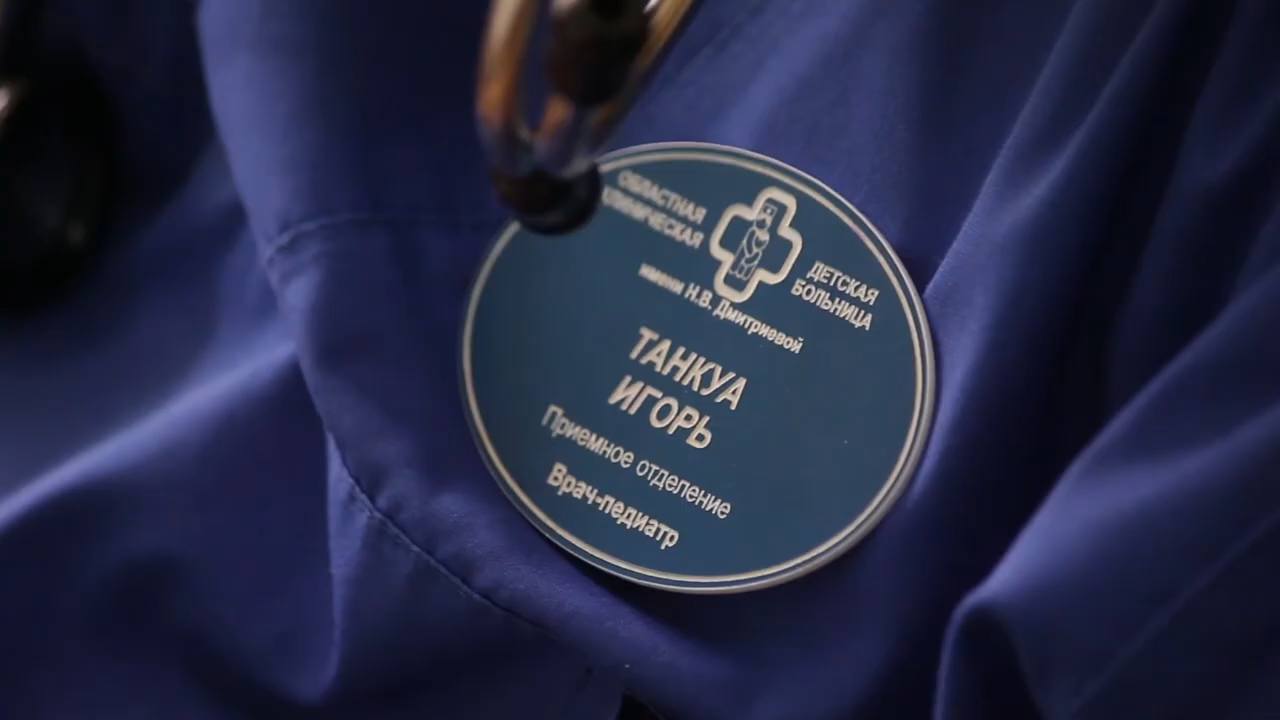 ОБЛАСТНАЯ
КЛИНИЧЕСКАЯ
ДЕТСКАЯ
БОЛЬНИЦА
имени Н.В. Дмитриевой
ТАНКУА
ИГОРЬ
Приемное отделение
Врач-педиатр